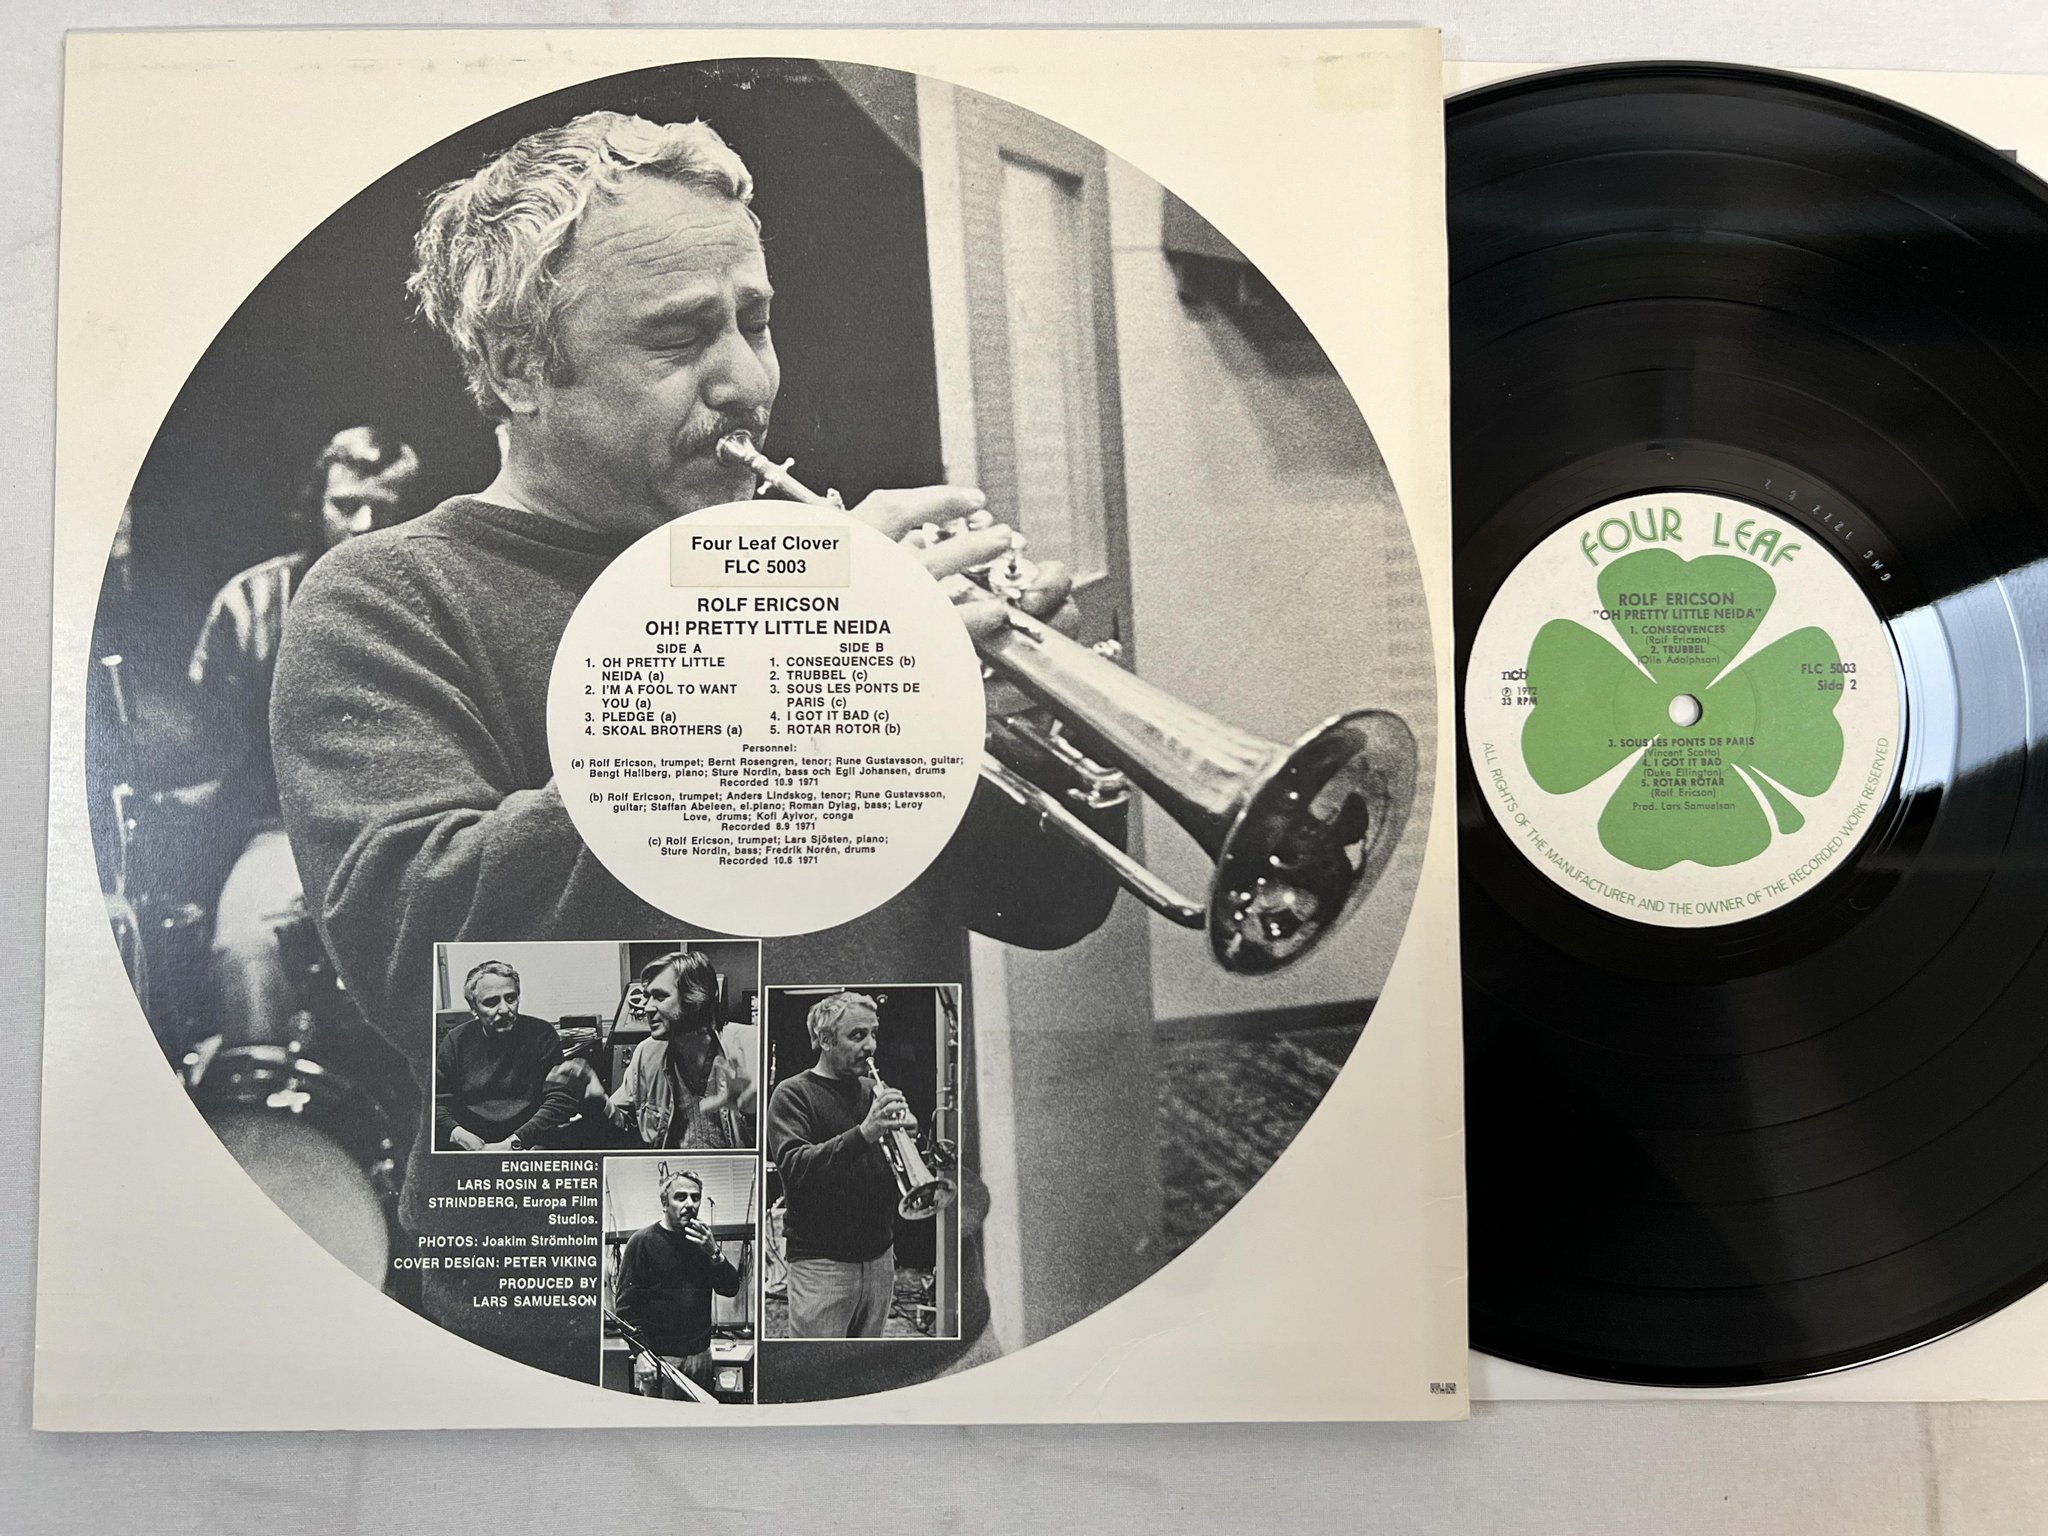 Four Leaf Clover
FLC 5003
ROLF ERICSON
OH! PRETTY LITTLE NEIDA
SIDE A
1. OH PRETTY LITTLE
NEIDA (a)
2. I'M A FOOL TO WANT
YOU (a)
3. PLEDGE (a)
4. SKOAL BROTHERS (a)
SIDE B
1. CONSEQUENCES (b)
2. TRUBBEL (c)
3. SOUS LES PONTS DE
PARIS (c)
4. I GOT IT BAD (c)
5. ROTAR ROTOR (b)
Personnel:
(a) Rolf Ericson, trumpet; Bernt Rosengren, tenor; Rune Gustavsson, guitar;
Bengt Hallberg, piano; Sture Nordin, bass och Egil Johansen, drums
Recorded 10.9 1971
(b) Rolf Ericson, trumpet; Anders Lindskog, tenor; Rune Gustavsson,
guitar; Staffan Abeleen, el.piano; Roman Dylag, bass; Leroy
Love, drums; Kofi Ayivor, conga
Recorded 8.9 1971
(c) Rolf Ericson, trumpet; Lars Sjösten, piano;
Sture Nordin, bass; Fredrik Norén, drums
Recorded 10.6 1971
ENGINEERING:
LARS ROSIN & PETER
STRINDBERG, Europa Film
Studios.
PHOTOS: Joakim Strömholm
COVER DESÍGN: PETER VIKING
PRODUCED BY
LARS SAMUELSON
FOUR LEAF
ROLF ERICSON
"OH PRETTY LITTLE NEIDA"
1. CONSEQVENCES
(Rolf Ericson)
2. TRUBBEL
(Olle Adolphson)
ncb
Ⓟ 1972
33 RPM
FLC 5003
Sida 2
3. SOUS LES PONTS DE PARIS
(Vincent Scotto)
4. I GOT IT BAD
(Duke Ellington)
5. ROTAR ROTAR
(Rolf Ericson)
Prod. Lars Samuelson
ALL RIGHTS OF THE MANUFACTURER AND THE OWNER OF THE RECORDED WORK RESERVED